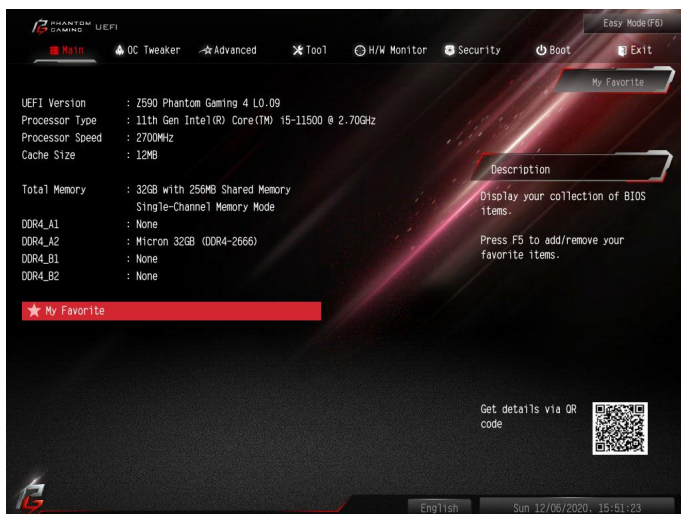 PHANTOM GAMING UEFI
Easy Mode(F6)
Main OC Tweaker Advanced Tool H/W Monitor Security Boot Exit
My Favorite
UEFI Version : Z590 Phantom Gaming 4 L0.09
Processor Type : 11th Gen Intel(R) Core(TM) i5-11500 @ 2.70GHz
Processor Speed : 2700MHz
Cache Size : 12MB
Total Memory : 32GB with 256MB Shared Memory
Single-Channel Memory Mode
DDR4_A1 : None
DDR4_A2 : Micron 32GB (DDR4-2666)
DDR4_B1 : None
DDR4_B2 : None
My Favorite
Description
Display your collection of BIOS
items.
Press F5 to add/remove your
favorite items.
Get details via QR
code
English
Sun 12/06/2020. 15:51:23